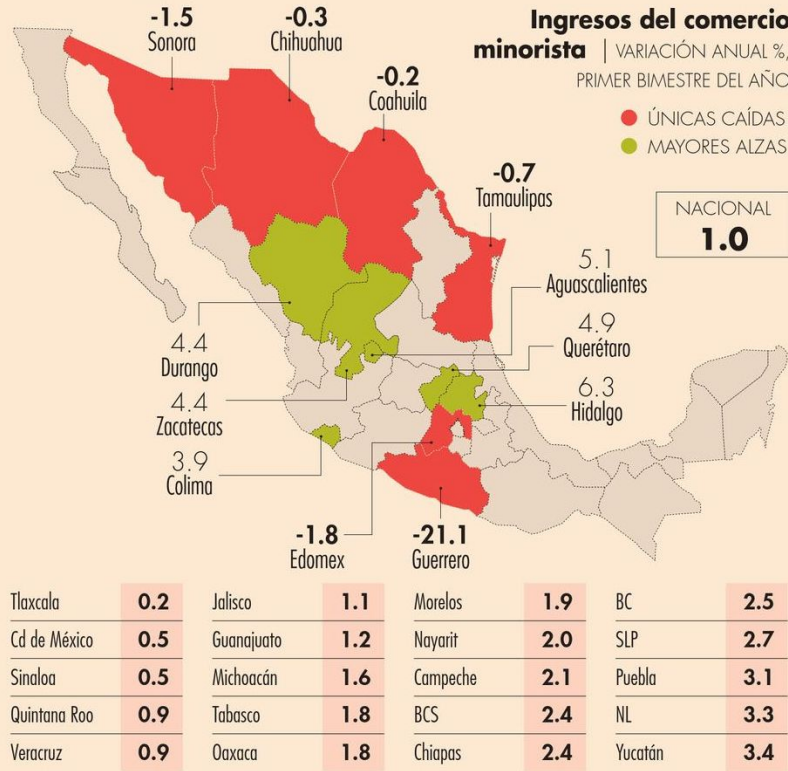 Ingresos del comercio
minorista | VARIACIÓN ANUAL %,
PRIMER BIMESTRE DEL AÑO
ÚNICAS CAÍDAS
MAYORES ALZAS
NACIONAL
1.0
-1.5
Sonora
-0.3
Chihuahua
-0.2
Coahuila
-0.7
Tamaulipas
5.1
Aguascalientes
4.9
Querétaro
6.3
Hidalgo
4.4
Durango
4.4
Zacatecas
3.9
Colima
-1.8
Edomex
-21.1
Guerrero
Tlaxcala 0.2
Cd de México 0.5
Sinaloa 0.5
Quintana Roo 0.9
Veracruz 0.9
Jalisco 1.1
Guanajuato 1.2
Michoacán 1.6
Tabasco 1.8
Oaxaca 1.8
Morelos 1.9
Nayarit 2.0
Campeche 2.1
BCS 2.4
Chiapas 2.4
BC 2.5
SLP 2.7
Puebla 3.1
NL 3.3
Yucatán 3.4